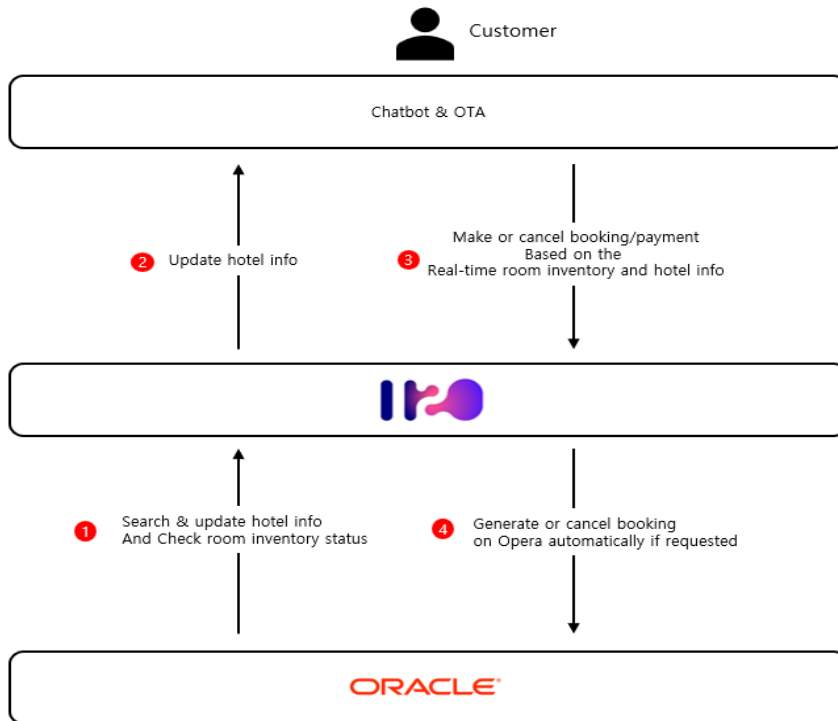 Customer
Chatbot & OTA
2 Update hotel info
3 Make or cancel booking/payment
Based on the
Real-time room inventory and hotel info
1 Search & update hotel info
And Check room inventory status
4 Generate or cancel booking
on Opera automatically if requested
ORACLE®